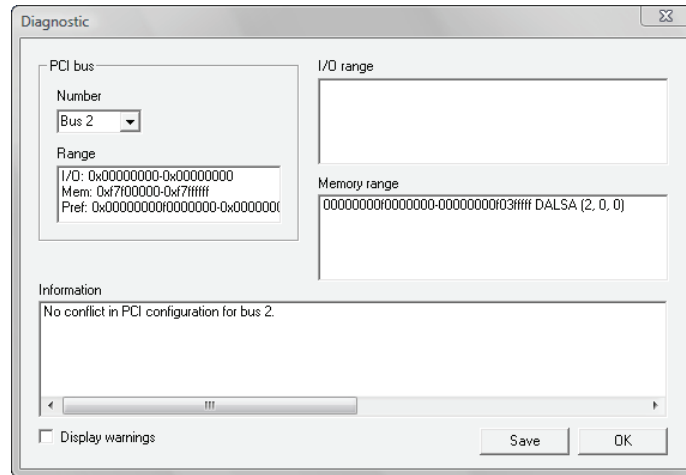 Diagnostic
PCI bus
Number
Bus 2
Range
I/O: 0x00000000-0x00000000
Mem: 0xf7f00000-0xf7ffffff
Pref: 0x00000000f0000000-0x0000000
I/O range
Memory range
00000000f0000000-00000000f03fffff DALSA (2, 0, 0)
Information
No conflict in PCI configuration for bus 2.
Display warnings
Save
OK